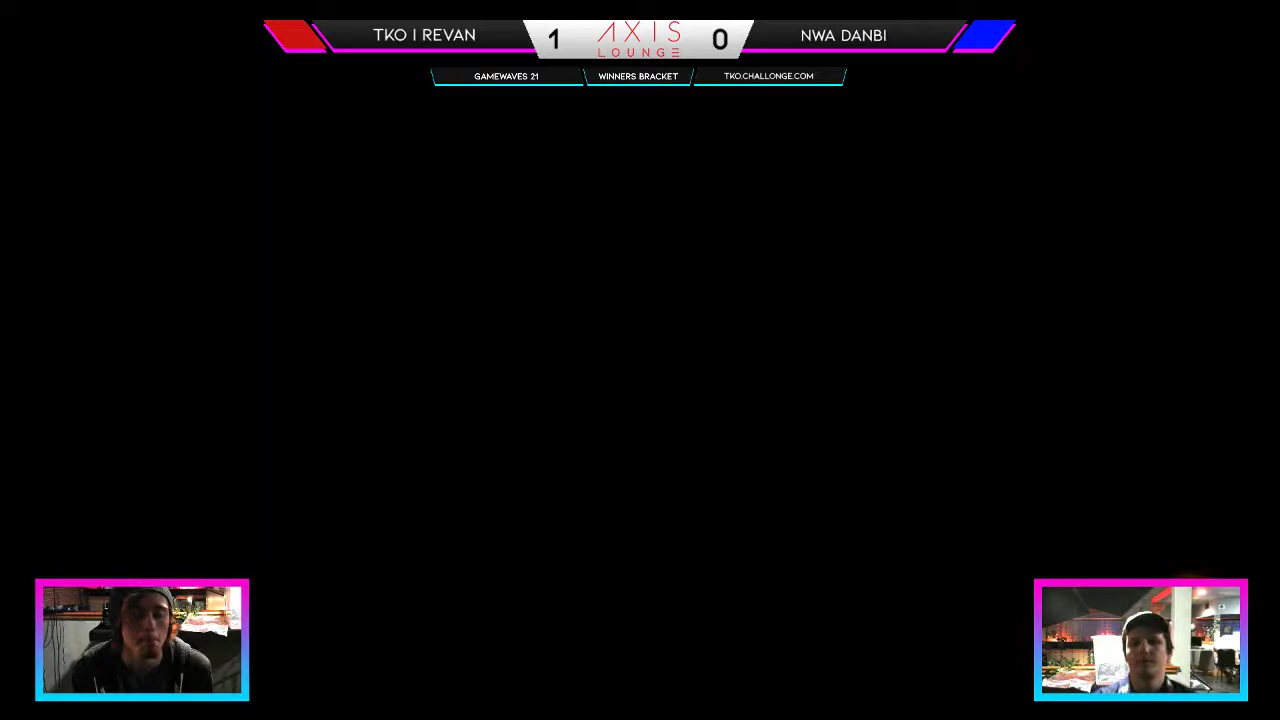 TKO I REVAN
1
AXIS
LOUNGE
0
NWA DANBI
GAMEWAVES 21
WINNERS BRACKET
TKO.CHALLONGE.COM